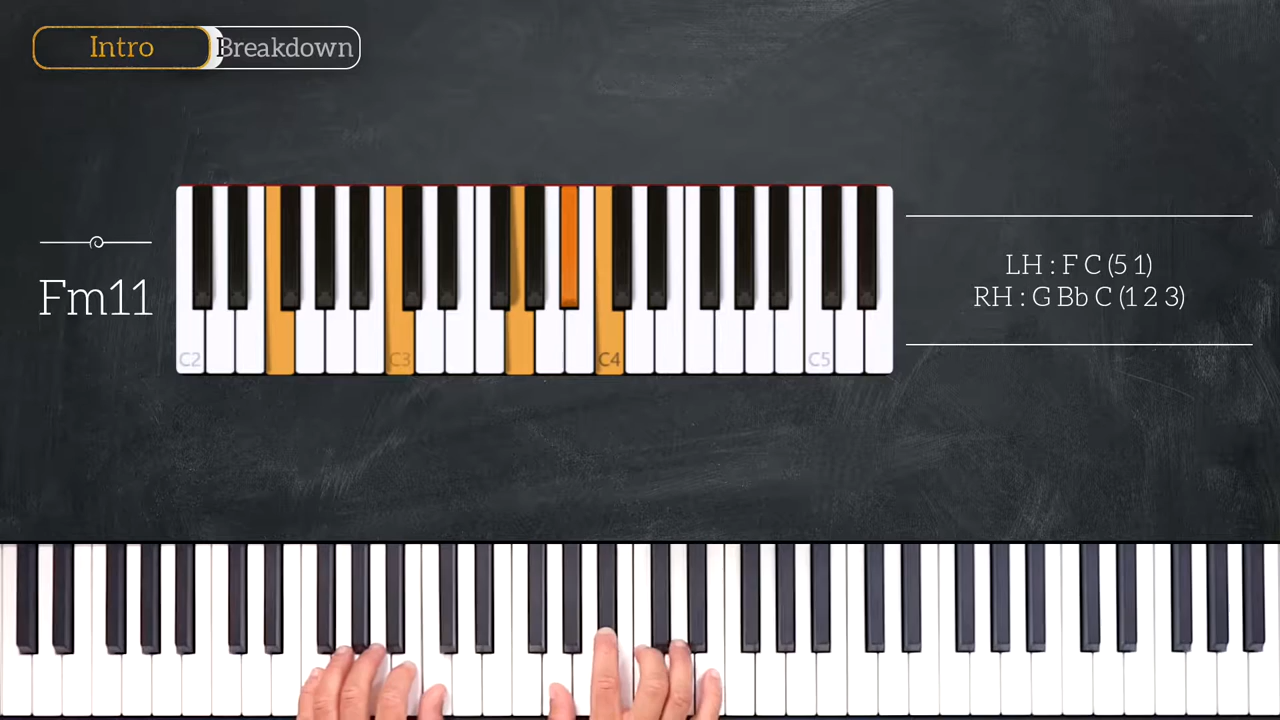 Intro
Breakdown
Fm11
C2
C3
C4
C5
LH : F C (5 1)
RH : G Bb C (1 2 3)